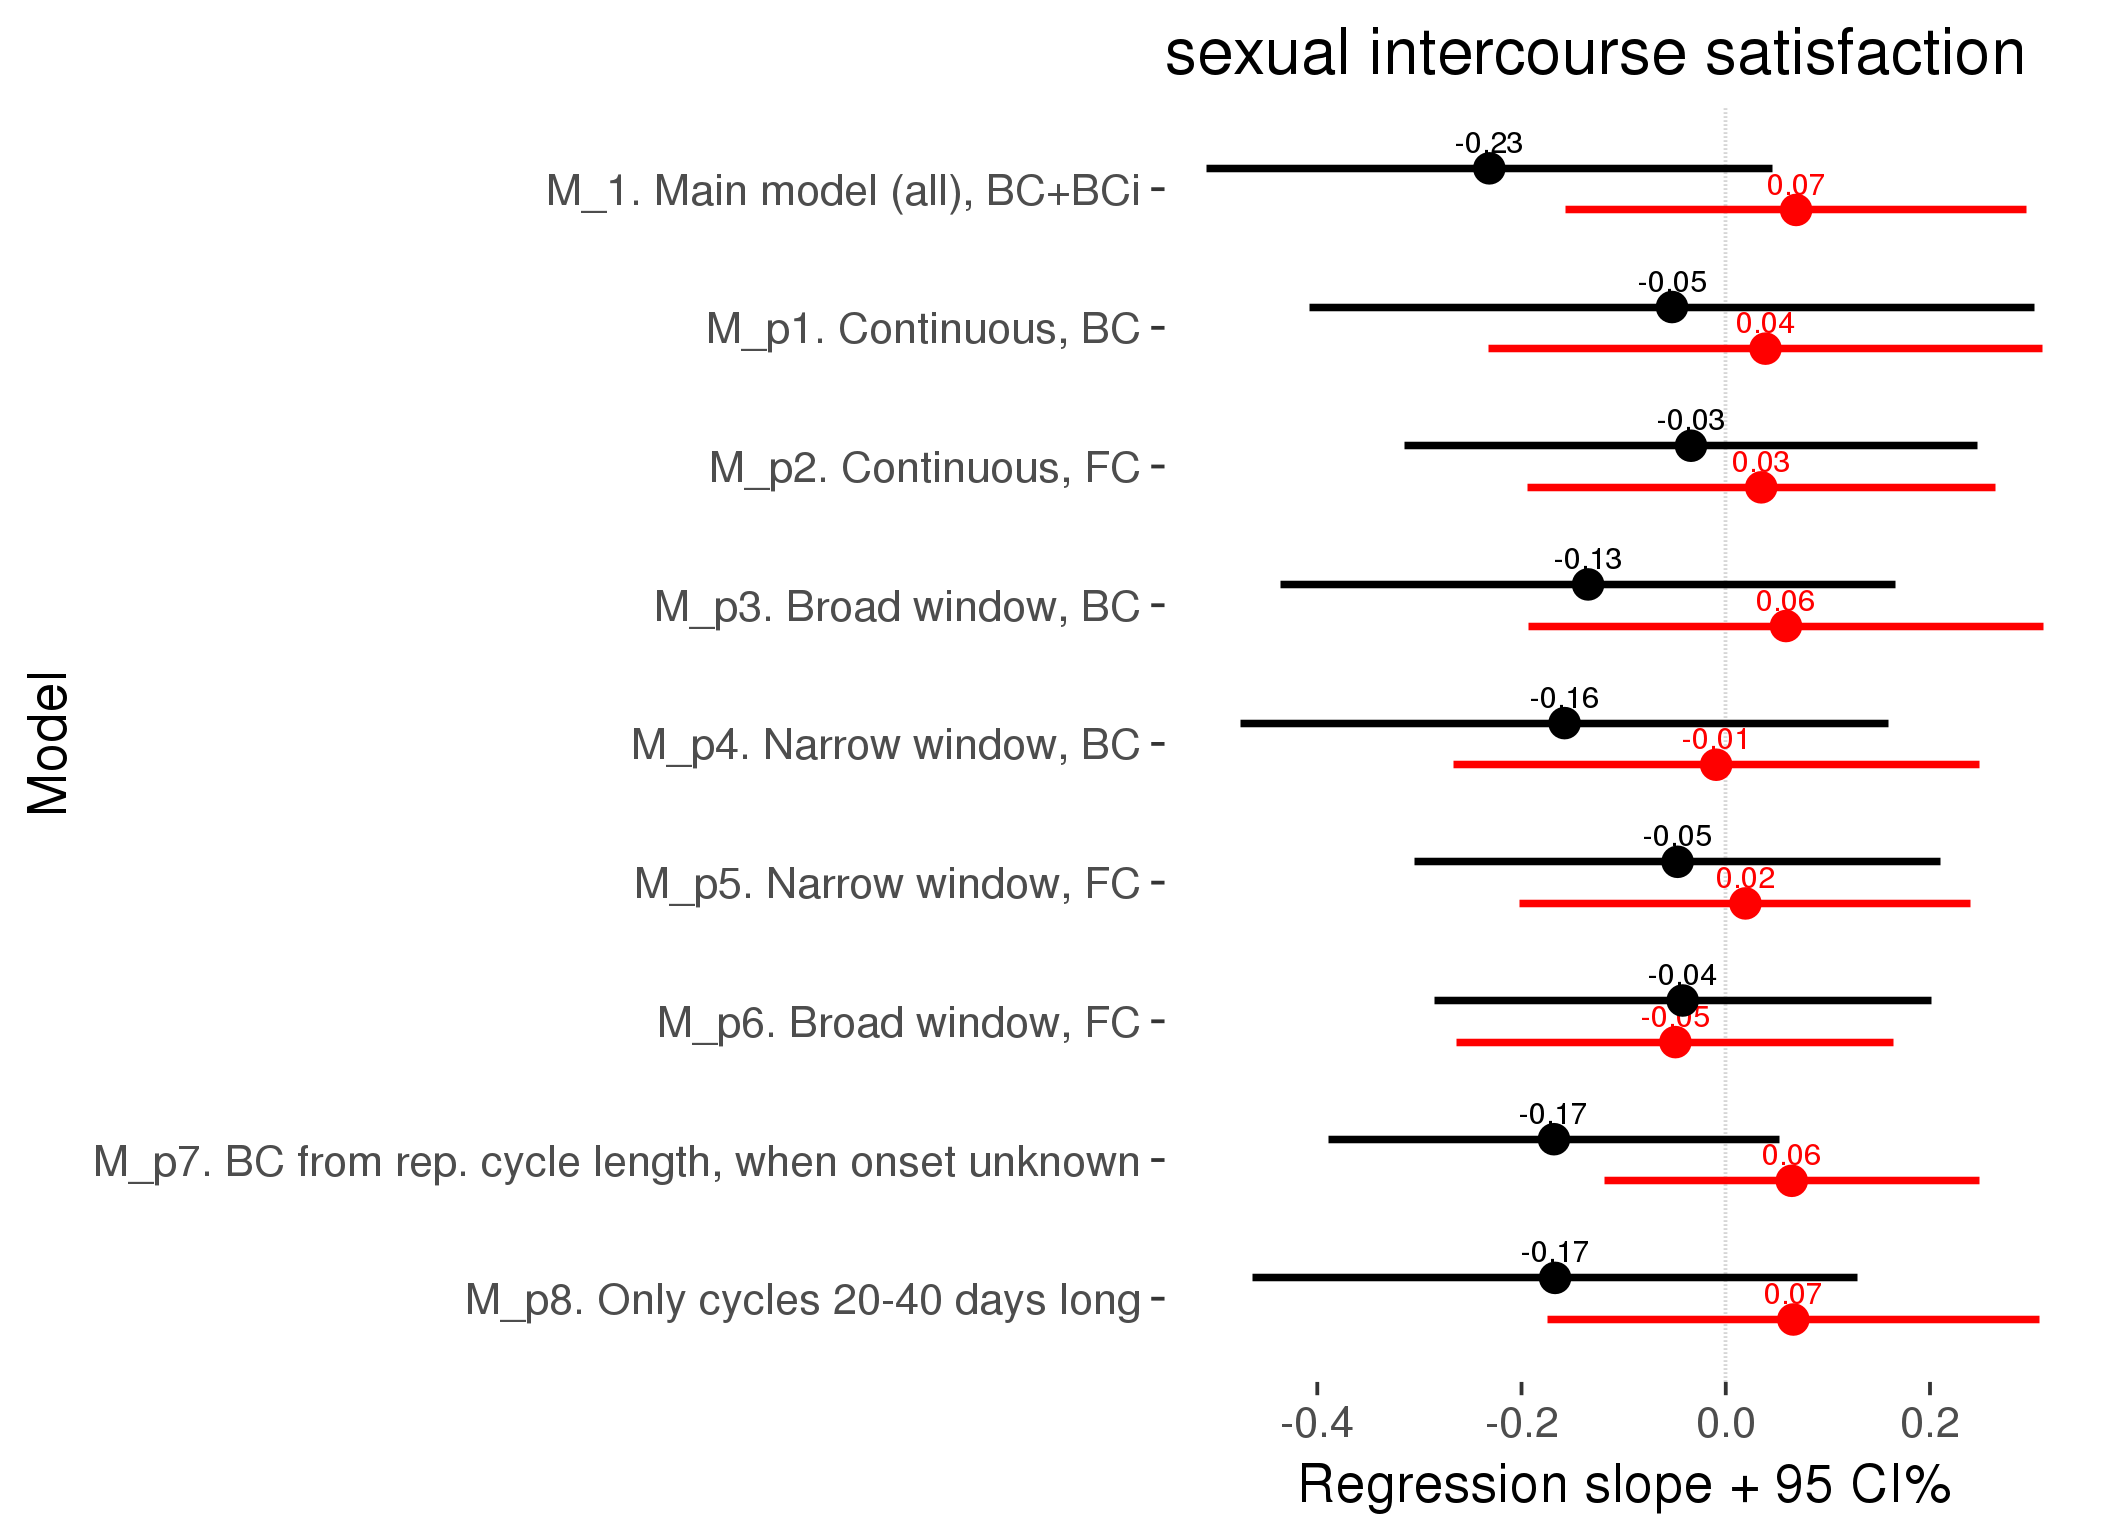 sexual intercourse satisfaction
Model
M_1. Main model (all), BC+BCi
-0.23
0.07
M_p1. Continuous, BC
-0.05
0.04
M_p2. Continuous, FC
-0.03
0.03
M_p3. Broad window, BC
-0.13
0.06
M_p4. Narrow window, BC
-0.16
-0.01
M_p5. Narrow window, FC
-0.05
0.02
M_p6. Broad window, FC
-0.04
-0.05
M_p7. BC from rep. cycle length, when onset unknown
-0.17
0.06
M_p8. Only cycles 20-40 days long
-0.17
0.07
-0.4 -0.2 0.0 0.2
Regression slope + 95 CI%